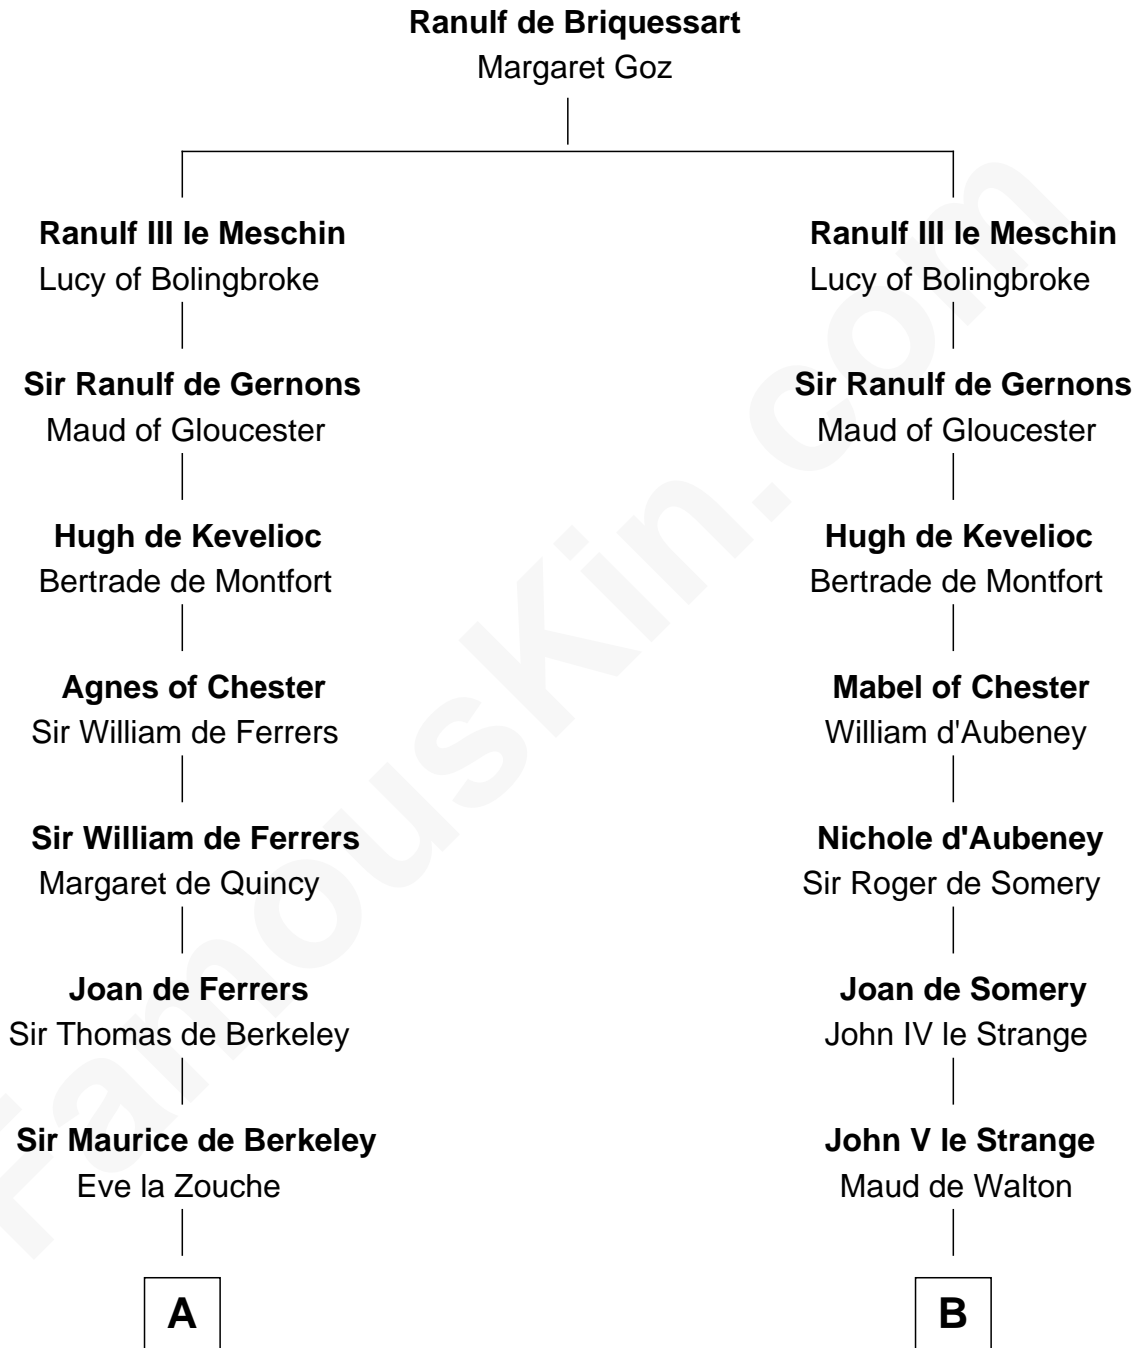 Ranulf de Briquessart
Margaret Goz
Ranulf III le Meschin
Lucy of Bolingbroke
Ranulf III le Meschin
Lucy of Bolingbroke
Sir Ranulf de Gernons
Maud of Gloucester
Sir Ranulf de Gernons
Maud of Gloucester
Hugh de Kevelioc
Bertrade de Montfort
Hugh de Kevelioc
Bertrade de Montfort
Agnes of Chester
Sir William de Ferrers
Mabel of Chester
William d'Aubeney
Sir William de Ferrers
Margaret de Quincy
Nichole d'Aubeney
Sir Roger de Somery
Joan de Ferrers
Sir Thomas de Berkeley
Joan de Somery
John IV le Strange
Sir Maurice de Berkeley
Eve la Zouche
John V le Strange
Maud de Walton
A
B
FamousKin.com